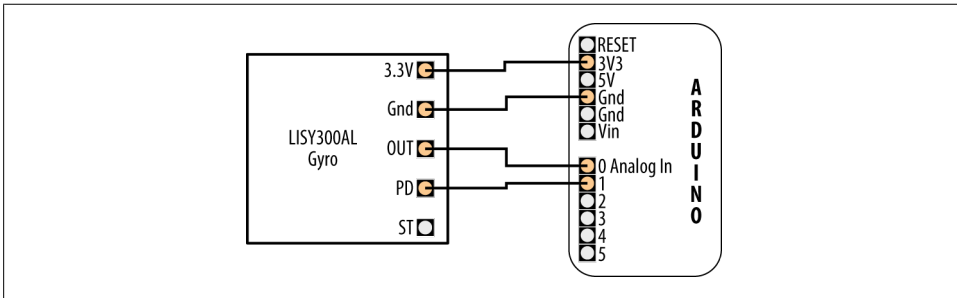 LISY300AL
Gyro
3.3V
Gnd
OUT
PD
ST
RESET
3V3
5V
Gnd
Gnd
Vin
0 Analog In
1
2
3
4
5
ARDUINO